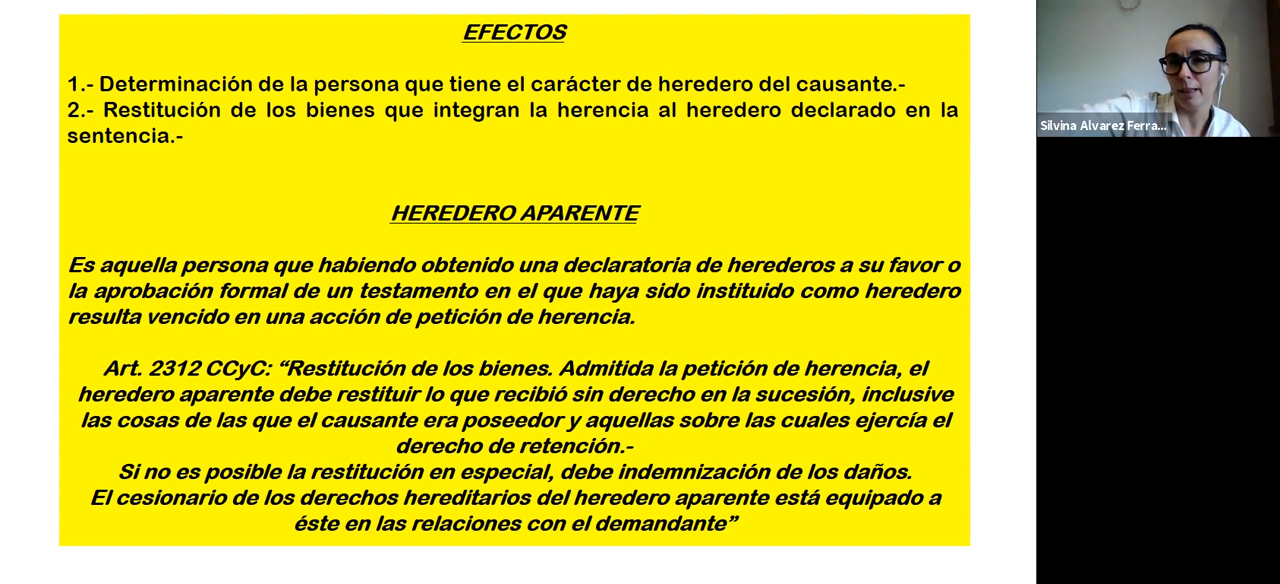 EFECTOS
1.- Determinación de la persona que tiene el carácter de heredero del causante.-
2.- Restitución de los bienes que integran la herencia al heredero declarado en la
sentencia.-
HEREDERO APARENTE
Es aquella persona que habiendo obtenido una declaratoria de herederos a su favor o
la aprobación formal de un testamento en el que haya sido instituido como heredero
resulta vencido en una acción de petición de herencia.
Art. 2312 CCyC: “Restitución de los bienes. Admitida la petición de herencia, el
heredero aparente debe restituir lo que recibió sin derecho en la sucesión, inclusive
las cosas de las que el causante era poseedor y aquellas sobre las cuales ejercía el
derecho de retención.-
Si no es posible la restitución en especial, debe indemnización de los daños.
El cesionario de los derechos hereditarios del heredero aparente está equipado a
éste en las relaciones con el demandante”
Silvina Alvarez Ferra...